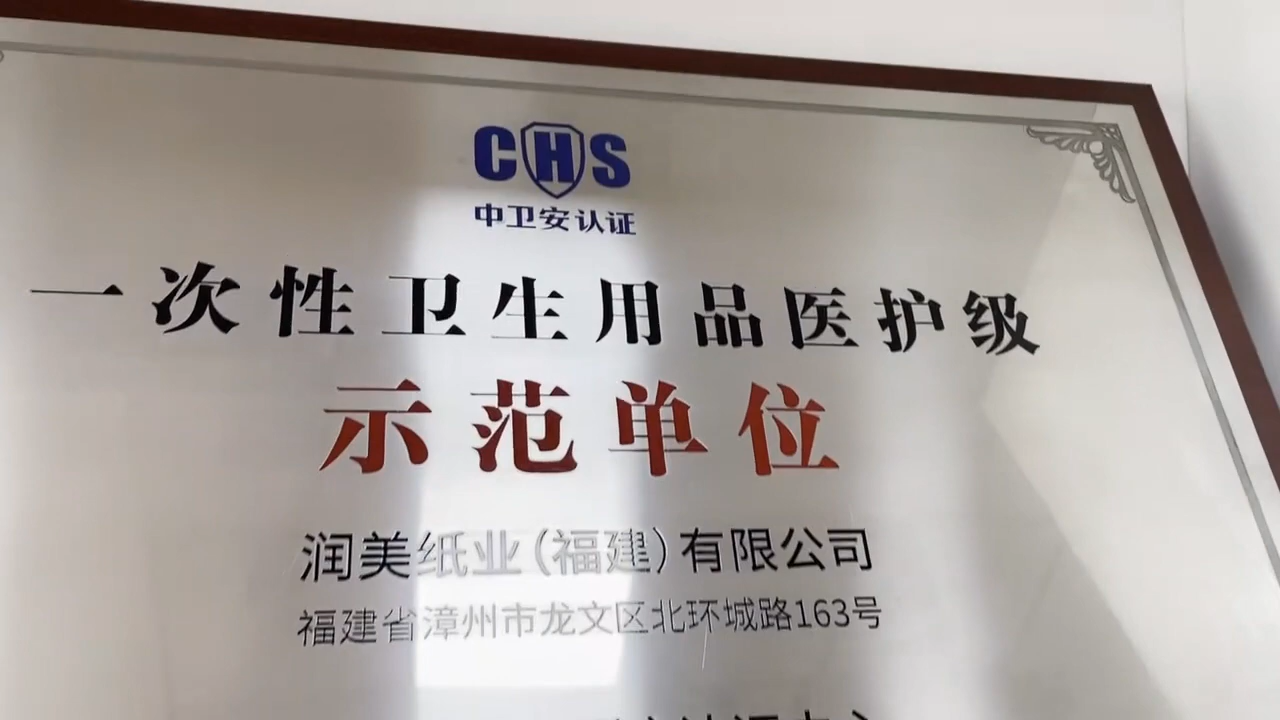 CHS
中卫安认证
一次性卫生用品医护级
示范单位
润美纸业（福建）有限公司
福建省漳州市龙文区北环城路163号